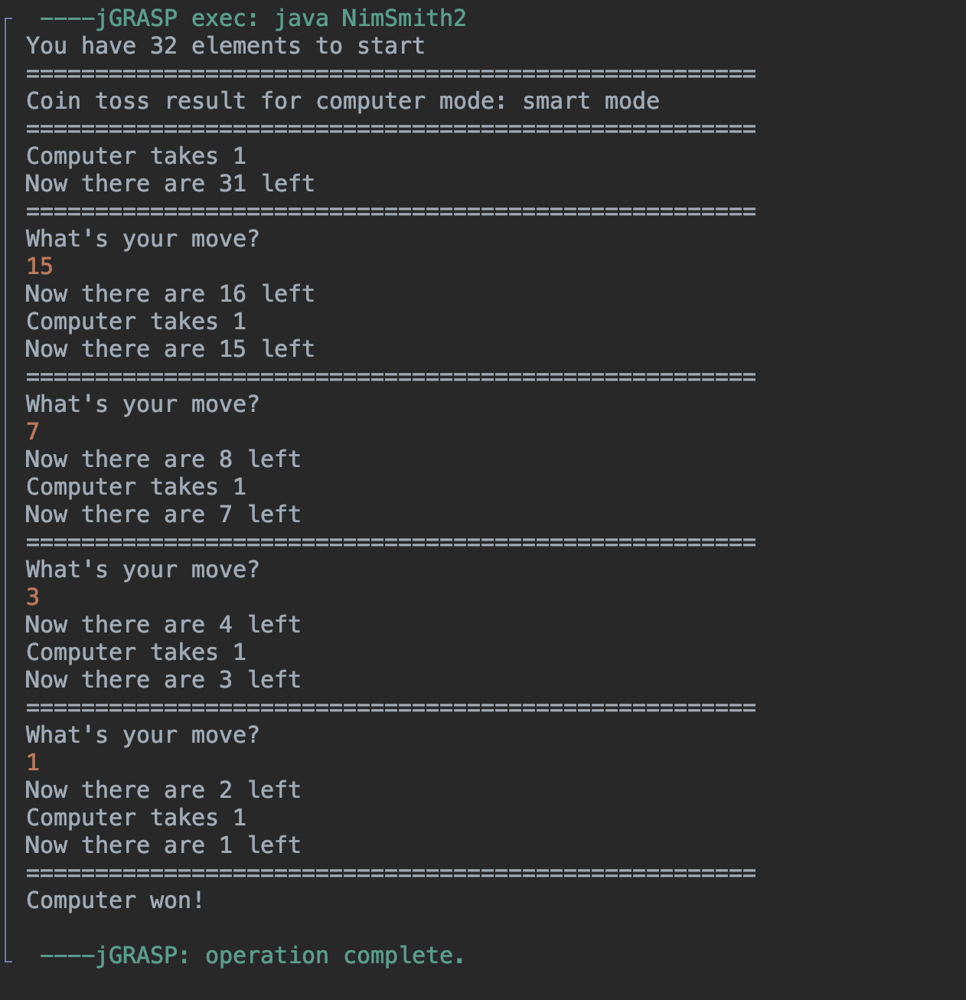 ----jGRASP exec: java NimSmith2
You have 32 elements to start
=====================================================
Coin toss result for computer mode: smart mode
=====================================================
Computer takes 1
Now there are 31 left
=====================================================
What's your move?
15
Now there are 16 left
Computer takes 1
Now there are 15 left
=====================================================
What's your move?
7
Now there are 8 left
Computer takes 1
Now there are 7 left
=====================================================
What's your move?
3
Now there are 4 left
Computer takes 1
Now there are 3 left
=====================================================
What's your move?
1
Now there are 2 left
Computer takes 1
Now there are 1 left
=====================================================
Computer won!
----jGRASP: operation complete.